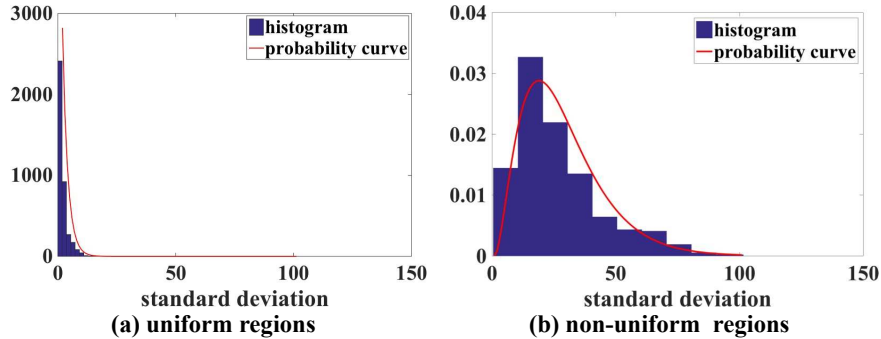 3000
2000
1000
0
0
50
100
150
histogram
probability curve
standard deviation
(a) uniform regions
0.04
0.03
0.02
0.01
0
0
50
100
150
histogram
probability curve
standard deviation
(b) non-uniform regions